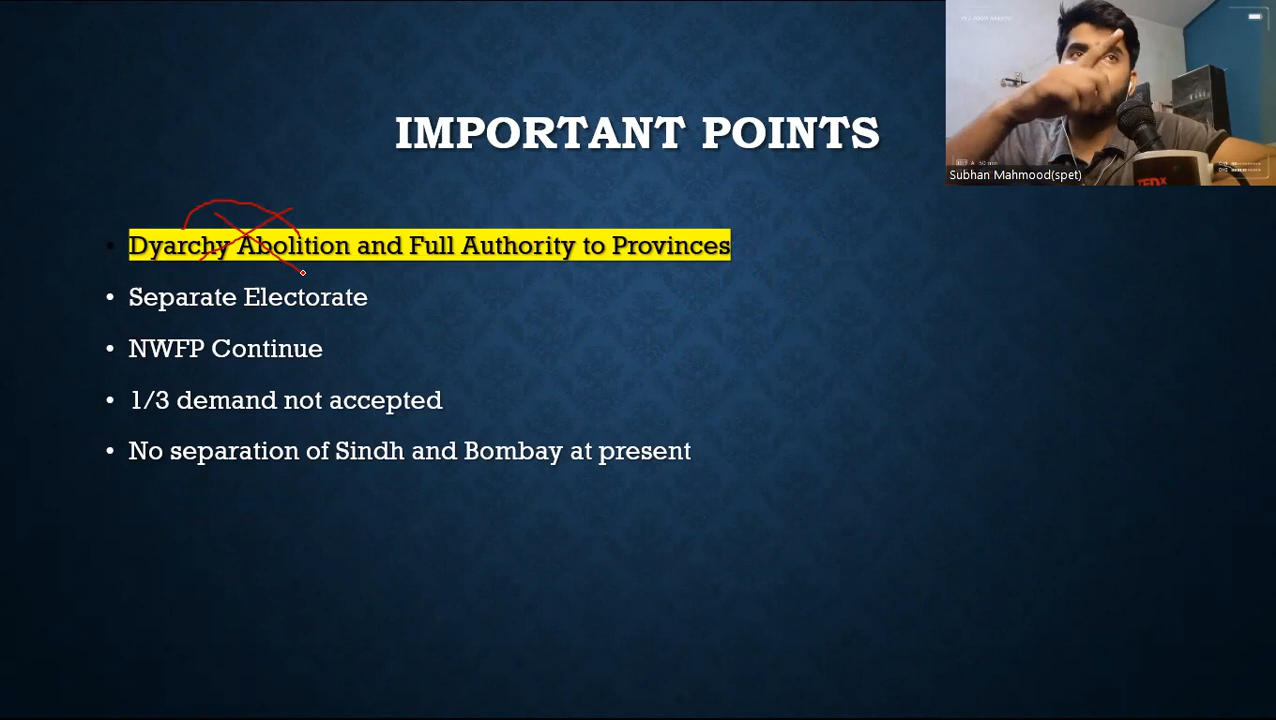 IMPORTANT POINTS
Subhan Mahmood(spet)
TEDx
• Dyarchy Abolition and Full Authority to Provinces
• Separate Electorate
• NWFP Continue
• 1/3 demand not accepted
• No separation of Sindh and Bombay at present